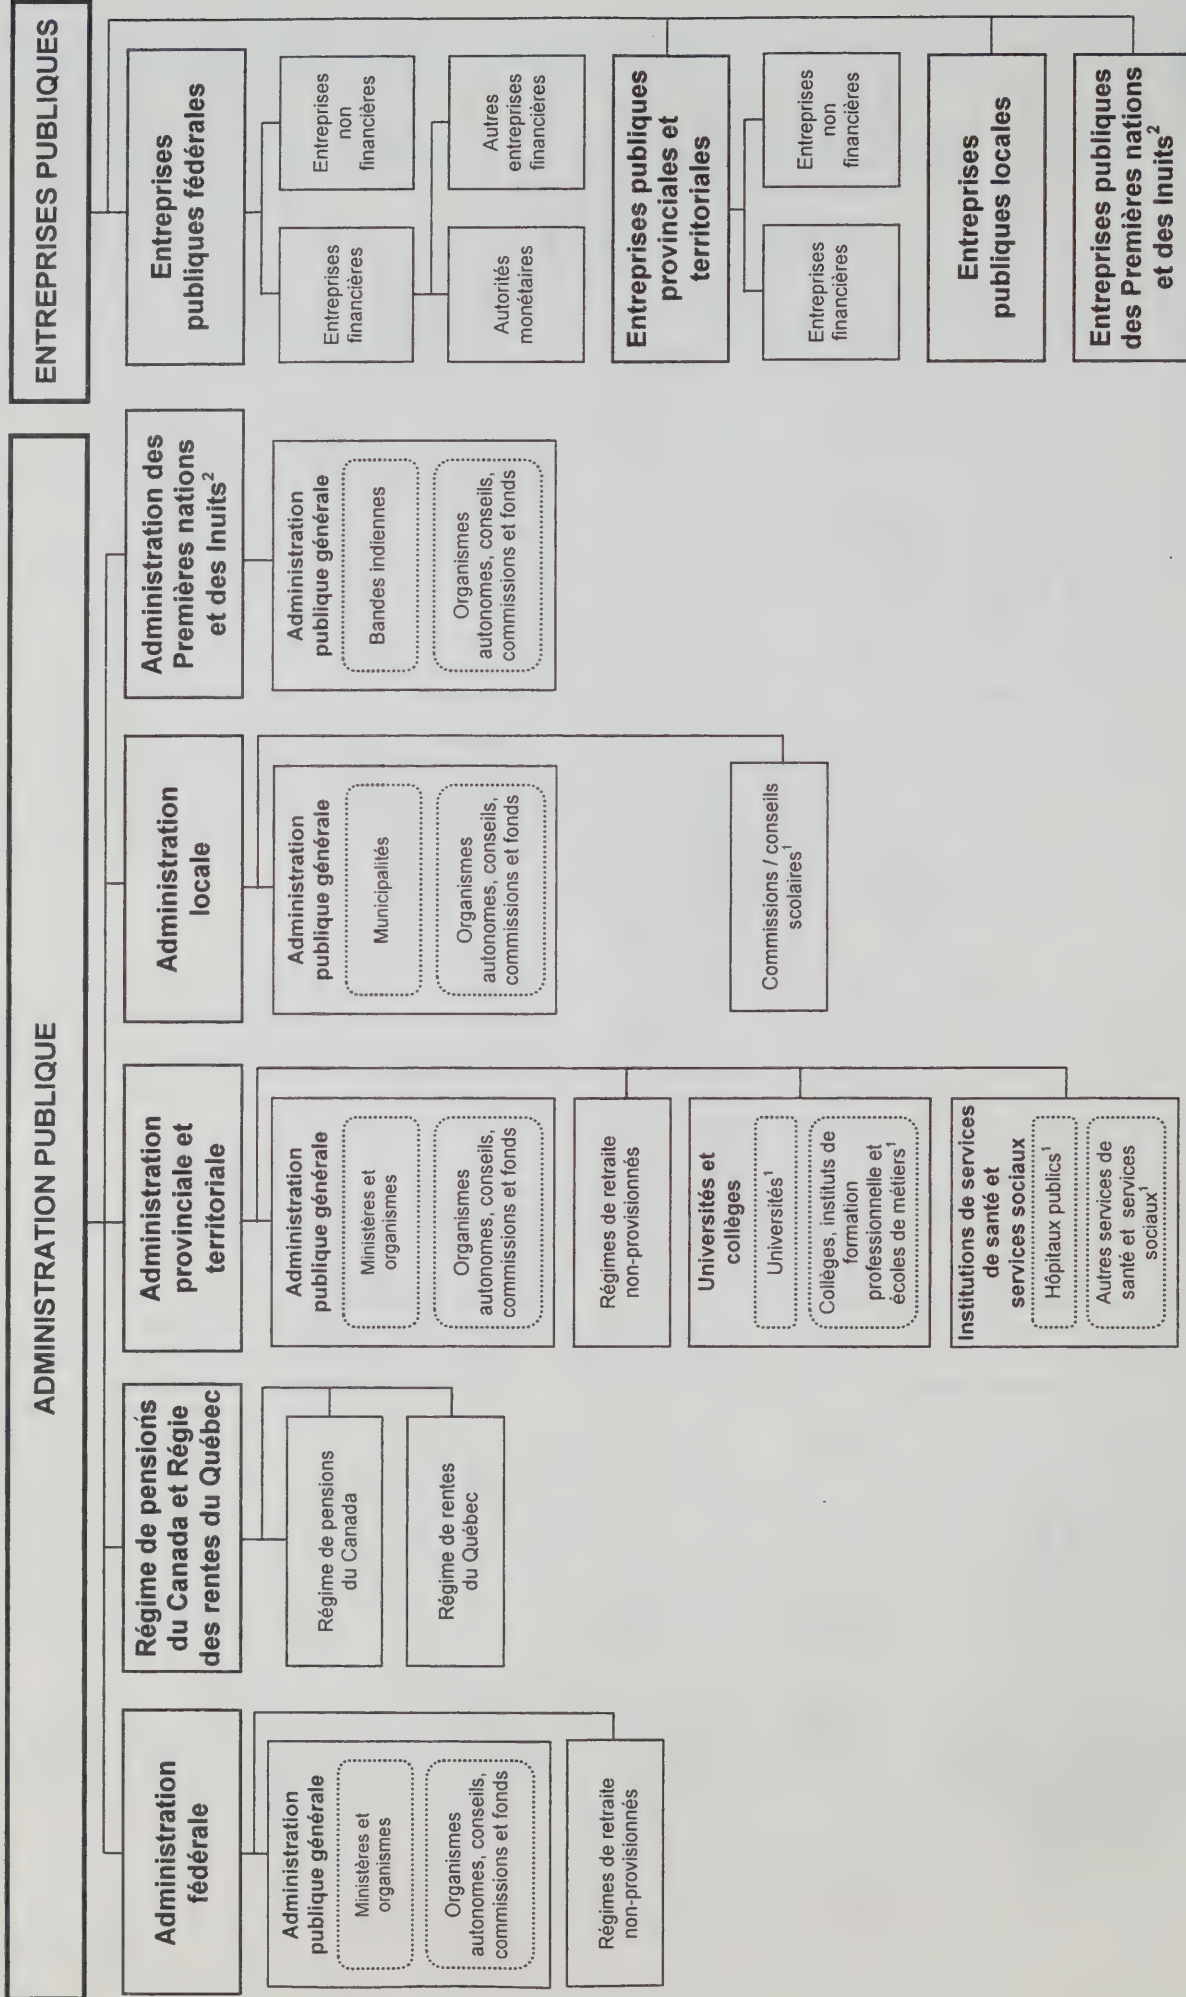 ADMINISTRATION PUBLIQUE
Administration
fédérale
Administration
publique générale
Ministères et
organismes
Organismes
autonomes, conseils,
commissions et fonds
Régimes de retraite
non-provisionnés
Régime de pensions
du Canada et Régie
des rentes du Québec
Régime de pensions
du Canada
Régime de rentes
du Québec
Administration
provinciale et
territoriale
Administration
publique générale
Ministères et
organismes
Organismes
autonomes, conseils,
commissions et fonds
Régimes de retraite
non-provisionnés
Universités et
collèges
Universités¹
Collèges, instituts de
formation
professionnelle et
écoles de métiers¹
Institutions de services
de santé et
services sociaux
Hôpitaux publics¹
Autres services de
santé et services
sociaux¹
Administration
locale
Administration
publique générale
Municipalités
Organismes
autonomes, conseils,
commissions et fonds
Commissions / conseils
scolaires¹
Administration des
Premières nations
et des Inuits²
Administration
publique générale
Bandes indiennes
Organismes
autonomes, conseils,
commissions et fonds
ENTREPRISES PUBLIQUES
Entreprises
publiques fédérales
Entreprises
financières
Entreprises
non
financières
Autorités
monétaires
Autres
entreprises
financières
Entreprises publiques
provinciales et
territoriales
Entreprises
financières
Entreprises
non
financières
Entreprises
publiques locales
Entreprises publiques
des Premières nations
et des Inuits²